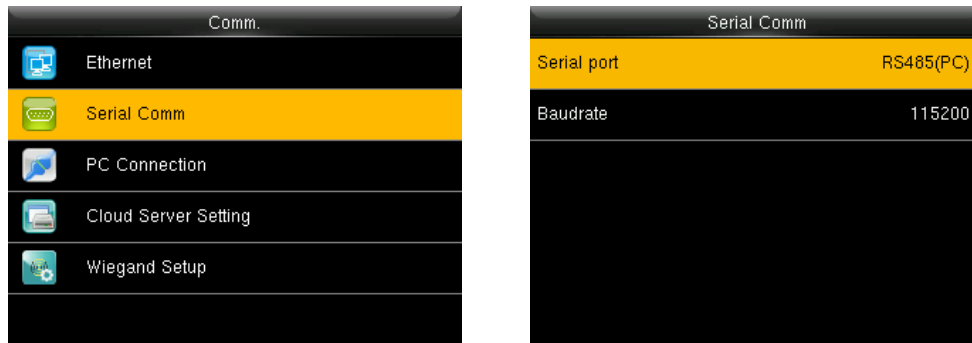 Comm.
Ethernet
Serial Comm
PC Connection
Cloud Server Setting
Wiegand Setup
Serial Comm
Serial port RS485(PC)
Baudrate 115200